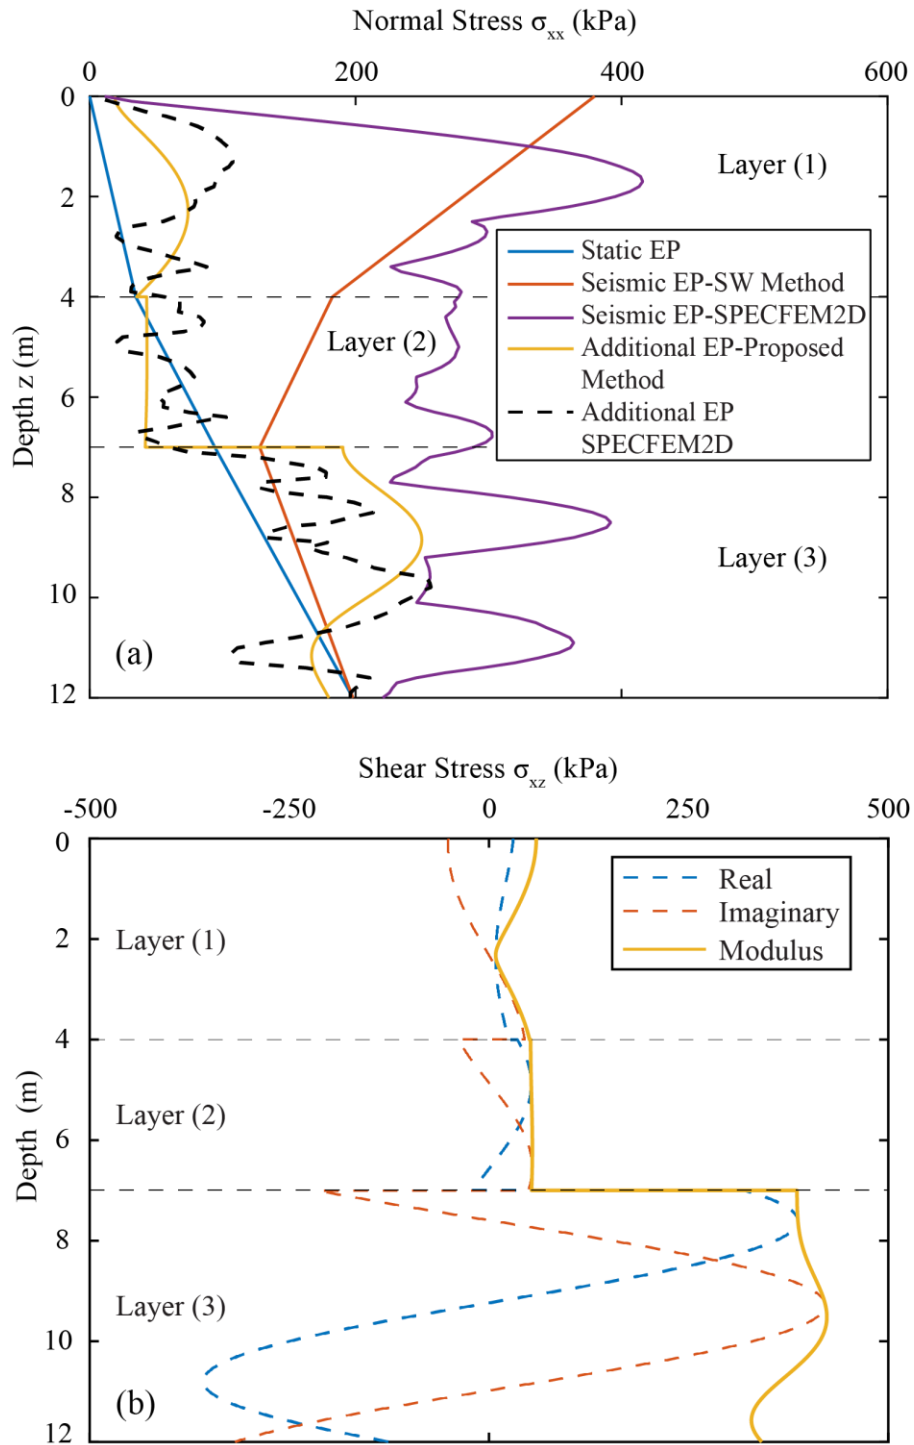 Normal Stress σxx (kPa)
0 200 400 600
0
2
4
6
8
10
12
Depth z (m)
Layer (1)
Static EP
Seismic EP-SW Method
Seismic EP-SPECFEM2D
Additional EP-Proposed
Method
Additional EP
SPECFEM2D
Layer (2)
Layer (3)
(a)
Shear Stress σxz (kPa)
-500 -250 0 250 500
0
2
4
6
8
10
12
Depth (m)
Real
Imaginary
Modulus
Layer (1)
Layer (2)
Layer (3)
(b)